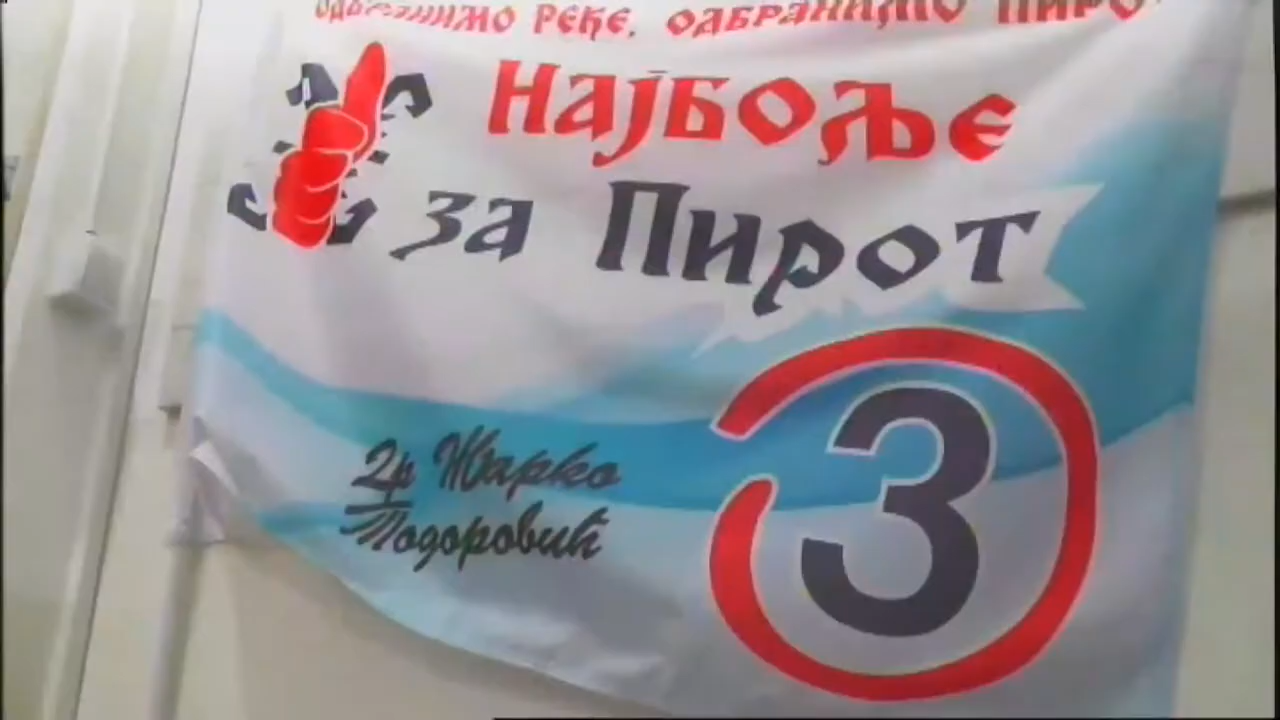 Одбранимо реке, одбранимо Пирот
Најбоље
за Пирот
3
Др Жарко
Тодоровић